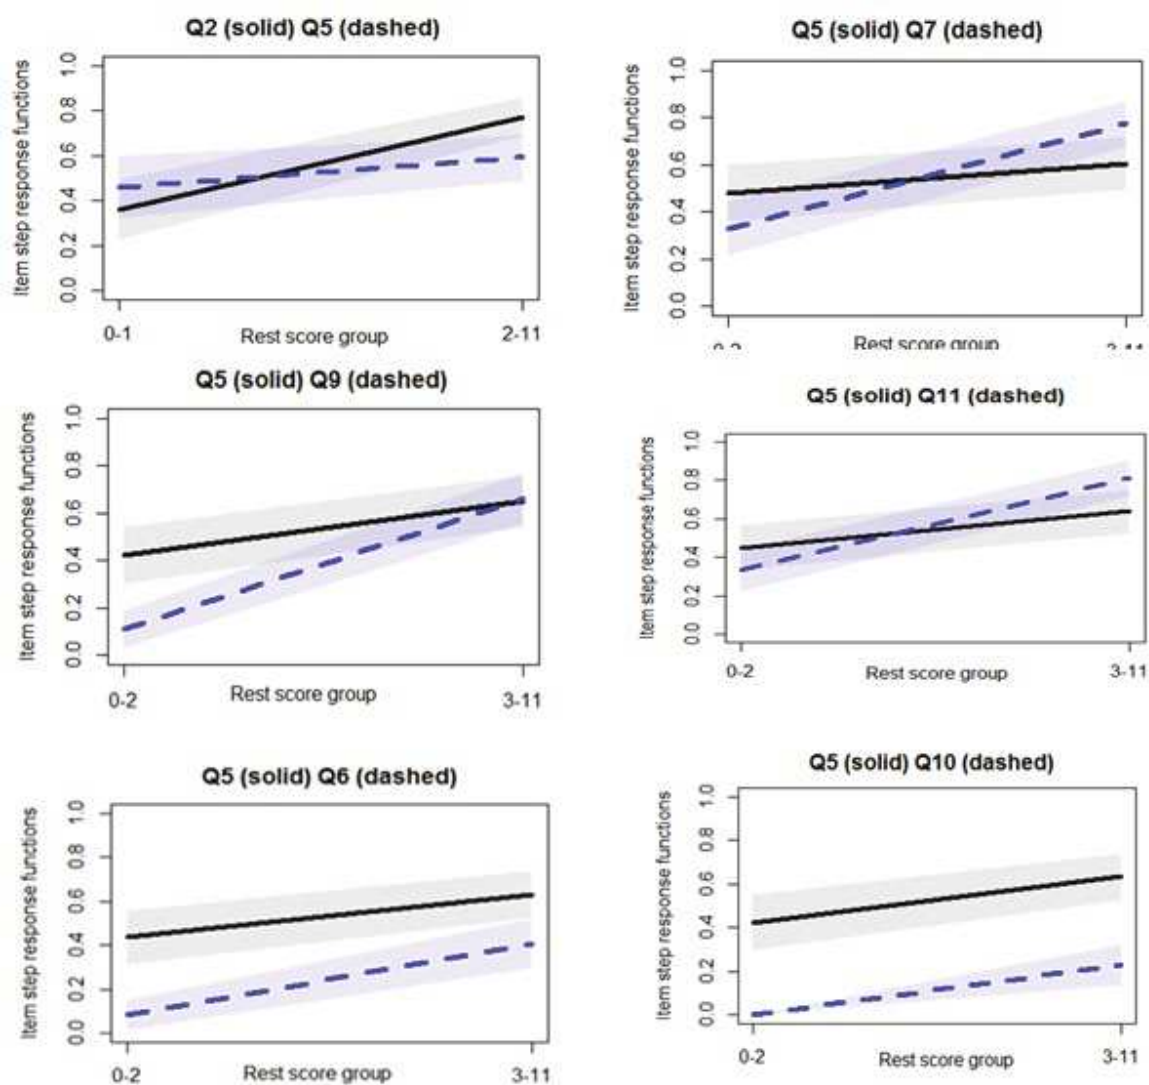 Q2 (solid) Q5 (dashed)
Item step response functions
1.0
0.8
0.6
0.4
0.2
0.0
0-1
Rest score group
2-11
Q5 (solid) Q7 (dashed)
Item step response functions
1.0
0.8
0.6
0.4
0.2
0.0
Rest score group
Q5 (solid) Q9 (dashed)
Item step response functions
1.0
0.8
0.6
0.4
0.2
0.0
0-2
Rest score group
3-11
Q5 (solid) Q11 (dashed)
Item step response functions
1.0
0.8
0.6
0.4
0.2
0.0
0-2
Rest score group
3-11
Q5 (solid) Q6 (dashed)
Item step response functions
1.0
0.8
0.6
0.4
0.2
0.0
0-2
Rest score group
3-11
Q5 (solid) Q10 (dashed)
Item step response functions
1.0
0.8
0.6
0.4
0.2
0.0
0-2
Rest score group
3-11